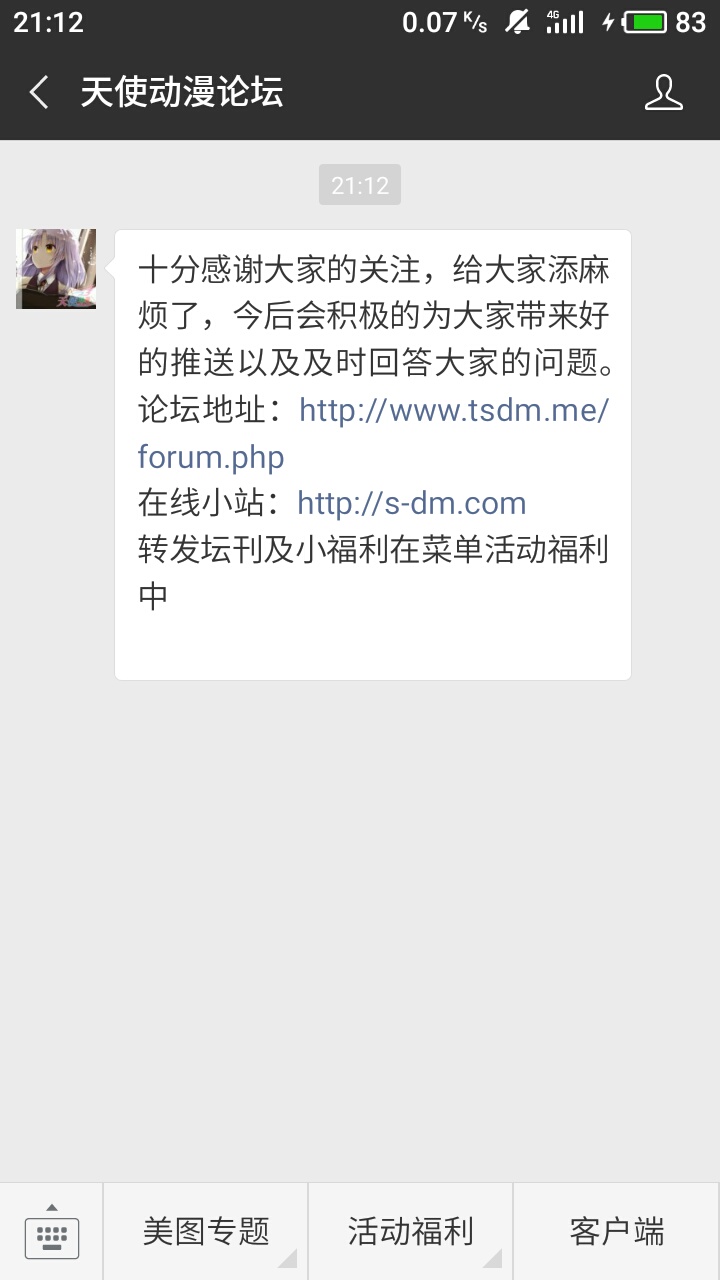 21:12
0.07 K/s
4G
83
天使动漫论坛
21:12
十分感谢大家的关注，给大家添麻
烦了，今后会积极的为大家带来好
的推送以及及时回答大家的问题。
论坛地址：http://www.tsdm.me/
forum.php
在线小站：http://s-dm.com
转发坛刊及小福利在菜单活动福利
中
美图专题
活动福利
客户端